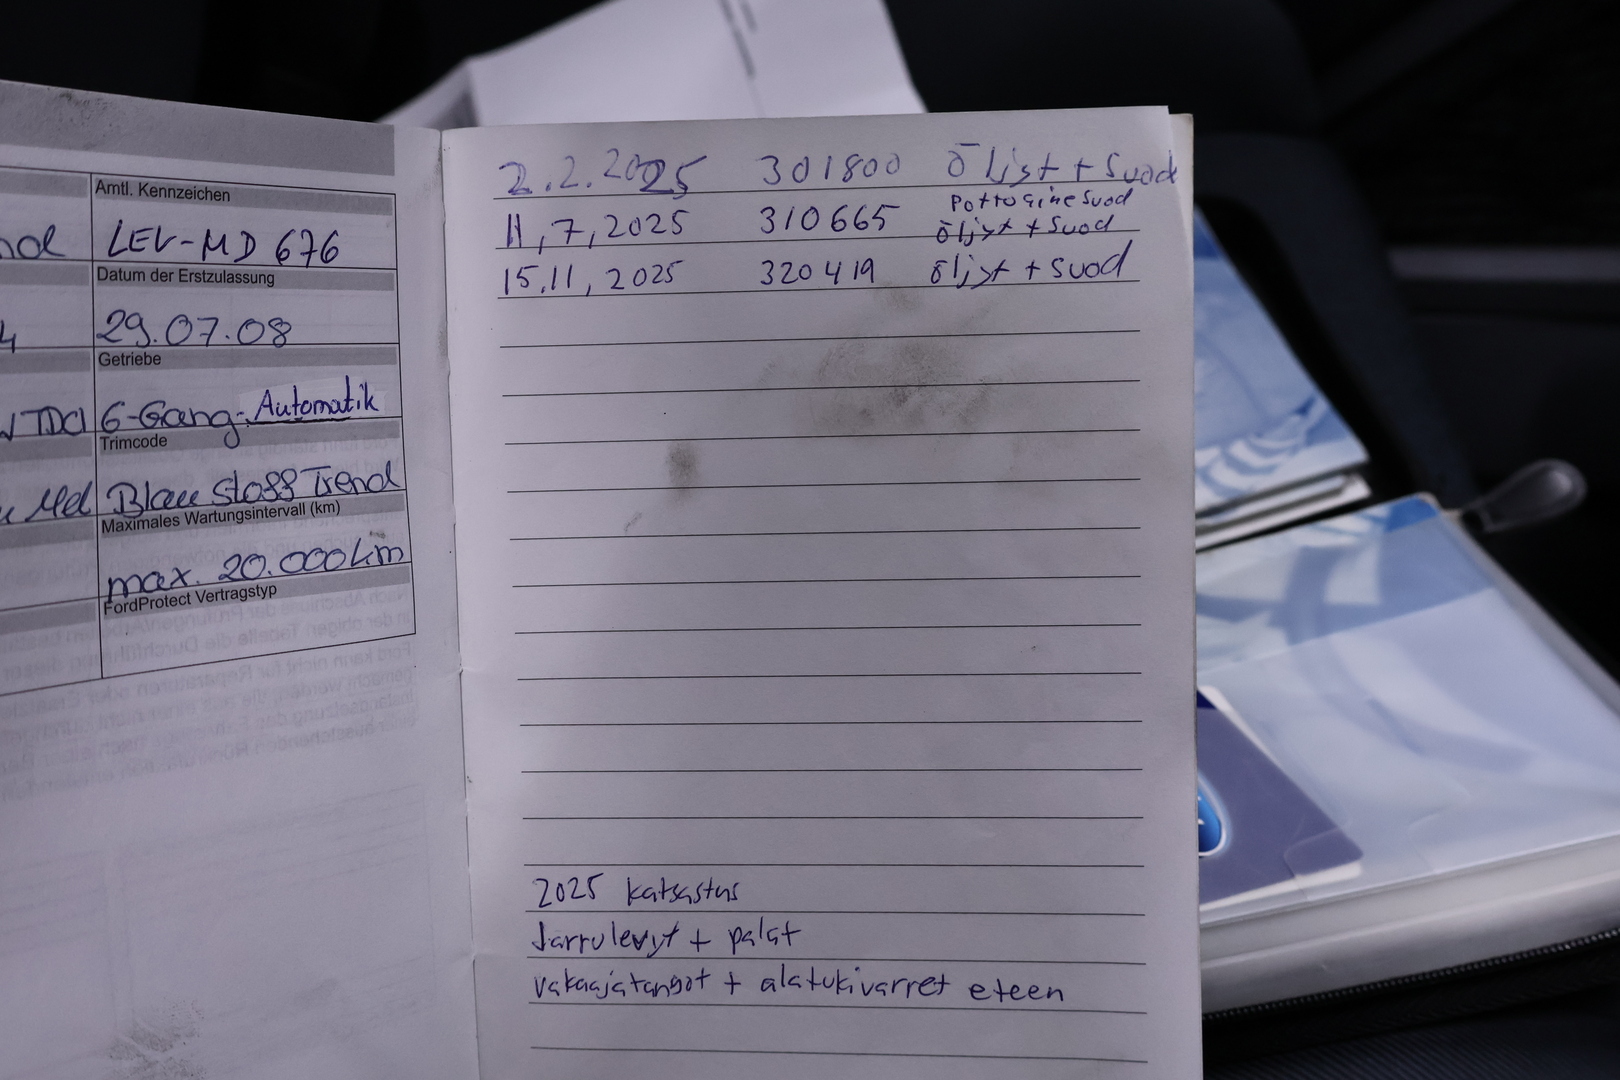 Amtl. Kennzeichen
LEV-MD 676
Datum der Erstzulassung
29.07.08
Getriebe
TDCI 6-Gang-Automatik
Trimcode
Blau Stoff Trend
Maximales Wartungsintervall (km)
max. 20.000km
FordProtect Vertragstyp
2.2.2025 301800 öljyt + suod
Polttoainesuod
11,7,2025 310665 öljyt + suod
15.11,2025 320419 öljyt + suod
2025 katsastus
Jarrulevyt + palat
vakaajatangot + alatukivarret eteen